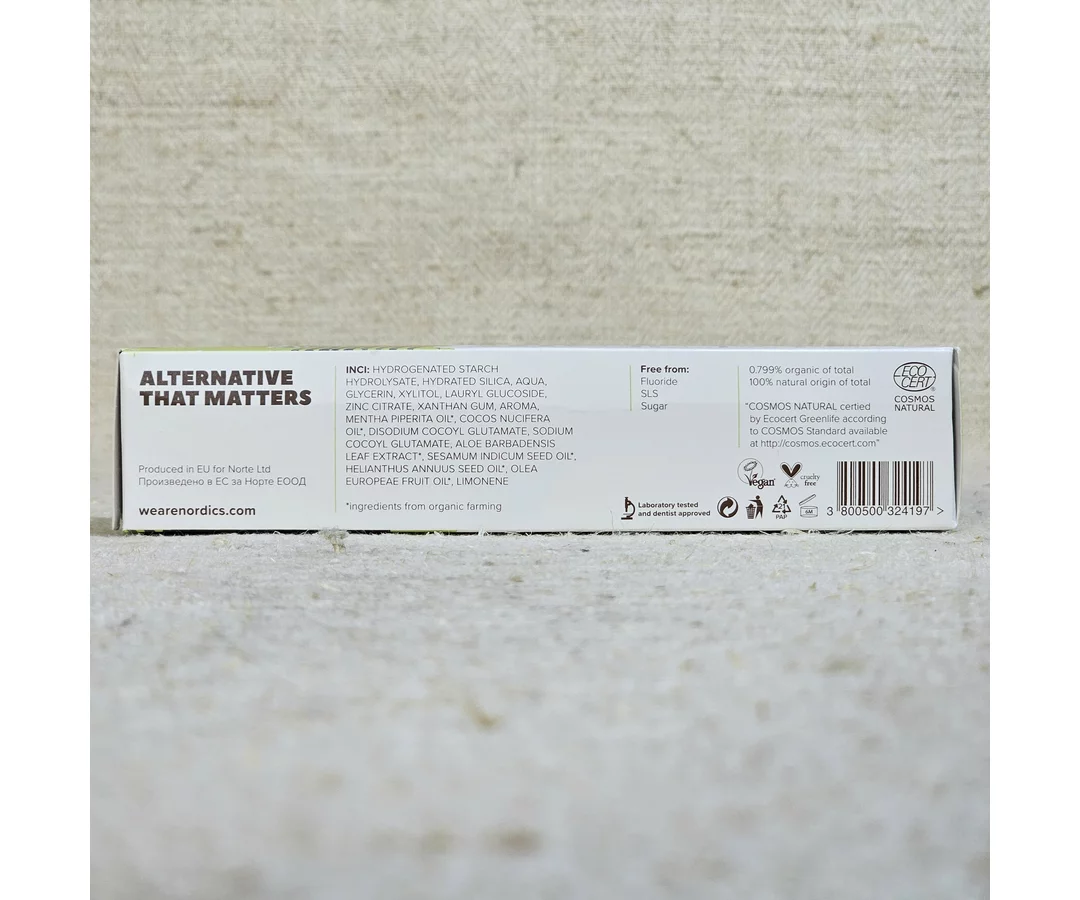 ALTERNATIVE
THAT MATTERS
Produced in EU for Norte Ltd
Произведено в ЕС за Норте ЕООД
wearenordics.com
INCI: HYDROGENATED STARCH
HYDROLYSATE, HYDRATED SILICA, AQUA,
GLYCERIN, XYLITOL, LAURYL GLUCOSIDE,
ZINC CITRATE, XANTHAN GUM, AROMA,
MENTHA PIPERITA OIL*, COCOS NUCIFERA
OIL*, DISODIUM COCOYL GLUTAMATE, SODIUM
COCOYL GLUTAMATE, ALOE BARBADENSIS
LEAF EXTRACT*, SESAMUM INDICUM SEED OIL*,
HELIANTHUS ANNUUS SEED OIL*, OLEA
EUROPEAE FRUIT OIL*, LIMONENE
*ingredients from organic farming
Free from:
Fluoride
SLS
Sugar
Laboratory tested
and dentist approved
0.799% organic of total
100% natural origin of total
"COSMOS NATURAL certied
by Ecocert Greenlife according
to COSMOS Standard available
at http://cosmos.ecocert.com"
ECO
CERT®
COSMOS
NATURAL
Vegan
cruelty
free
21
PAP
6M
3 800500 324197 >